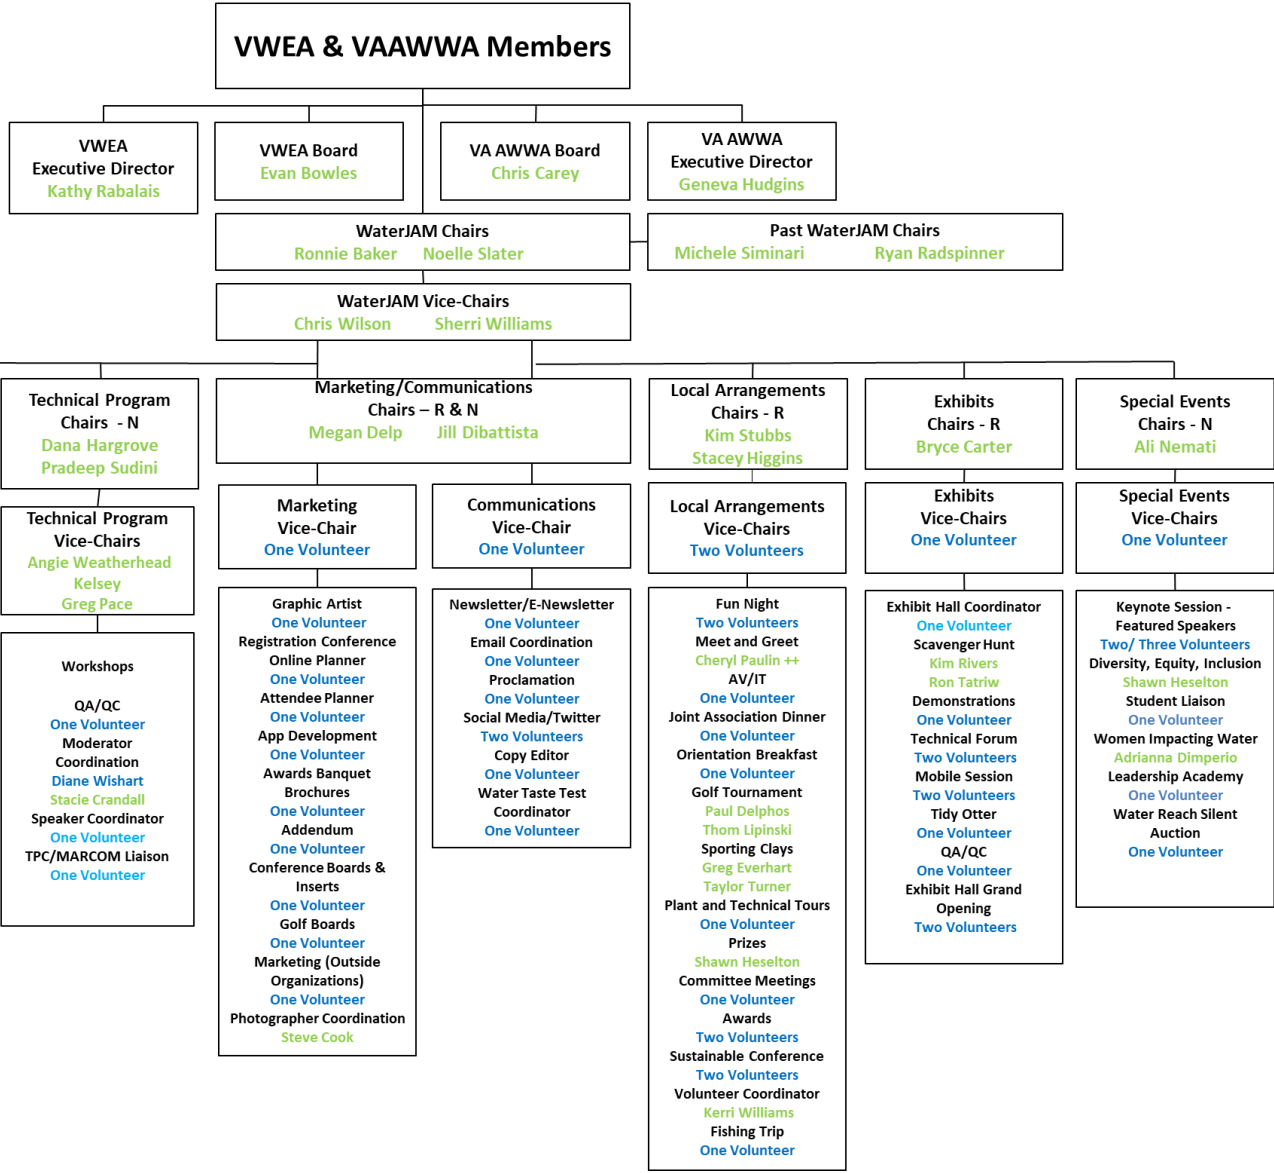 VWEA & VAAWWA Members
VWEA
Executive Director
Kathy Rabalais
VWEA Board
Evan Bowles
VA AWWA Board
Chris Carey
VA AWWA
Executive Director
Geneva Hudgins
WaterJAM Chairs
Ronnie Baker Noelle Slater
Past WaterJAM Chairs
Michele Siminari Ryan Radspinner
WaterJAM Vice-Chairs
Chris Wilson Sherri Williams
Technical Program
Chairs - N
Dana Hargrove
Pradeep Sudini
Marketing/Communications
Chairs – R & N
Megan Delp Jill Dibattista
Local Arrangements
Chairs - R
Kim Stubbs
Stacey Higgins
Exhibits
Chairs - R
Bryce Carter
Special Events
Chairs - N
Ali Nemati
Technical Program
Vice-Chairs
Angie Weatherhead
Kelsey
Greg Pace
Marketing
Vice-Chair
One Volunteer
Communications
Vice-Chair
One Volunteer
Local Arrangements
Vice-Chairs
Two Volunteers
Exhibits
Vice-Chairs
One Volunteer
Special Events
Vice-Chairs
One Volunteer
Workshops
QA/QC
One Volunteer
Moderator
Coordination
Diane Wishart
Stacie Crandall
Speaker Coordinator
One Volunteer
TPC/MARCOM Liaison
One Volunteer
Graphic Artist
One Volunteer
Registration Conference
Online Planner
One Volunteer
Attendee Planner
One Volunteer
App Development
One Volunteer
Awards Banquet
Brochures
One Volunteer
Addendum
One Volunteer
Conference Boards &
Inserts
One Volunteer
Golf Boards
One Volunteer
Marketing (Outside
Organizations)
One Volunteer
Photographer Coordination
Steve Cook
Newsletter/E-Newsletter
One Volunteer
Email Coordination
One Volunteer
Proclamation
One Volunteer
Social Media/Twitter
Two Volunteers
Copy Editor
One Volunteer
Water Taste Test
Coordinator
One Volunteer
Fun Night
Two Volunteers
Meet and Greet
Cheryl Paulin ++
AV/IT
One Volunteer
Joint Association Dinner
One Volunteer
Orientation Breakfast
One Volunteer
Golf Tournament
Paul Delphos
Thom Lipinski
Sporting Clays
Greg Everhart
Taylor Turner
Plant and Technical Tours
One Volunteer
Prizes
Shawn Heselton
Committee Meetings
One Volunteer
Awards
Two Volunteers
Sustainable Conference
Two Volunteers
Volunteer Coordinator
Kerri Williams
Fishing Trip
One Volunteer
Exhibit Hall Coordinator
One Volunteer
Scavenger Hunt
Kim Rivers
Ron Tatriw
Demonstrations
One Volunteer
Technical Forum
Two Volunteers
Mobile Session
Two Volunteers
Tidy Otter
One Volunteer
QA/QC
One Volunteer
Exhibit Hall Grand
Opening
Two Volunteers
Keynote Session -
Featured Speakers
Two/ Three Volunteers
Diversity, Equity, Inclusion
Shawn Heselton
Student Liaison
One Volunteer
Women Impacting Water
Adrianna Dimperio
Leadership Academy
One Volunteer
Water Reach Silent
Auction
One Volunteer